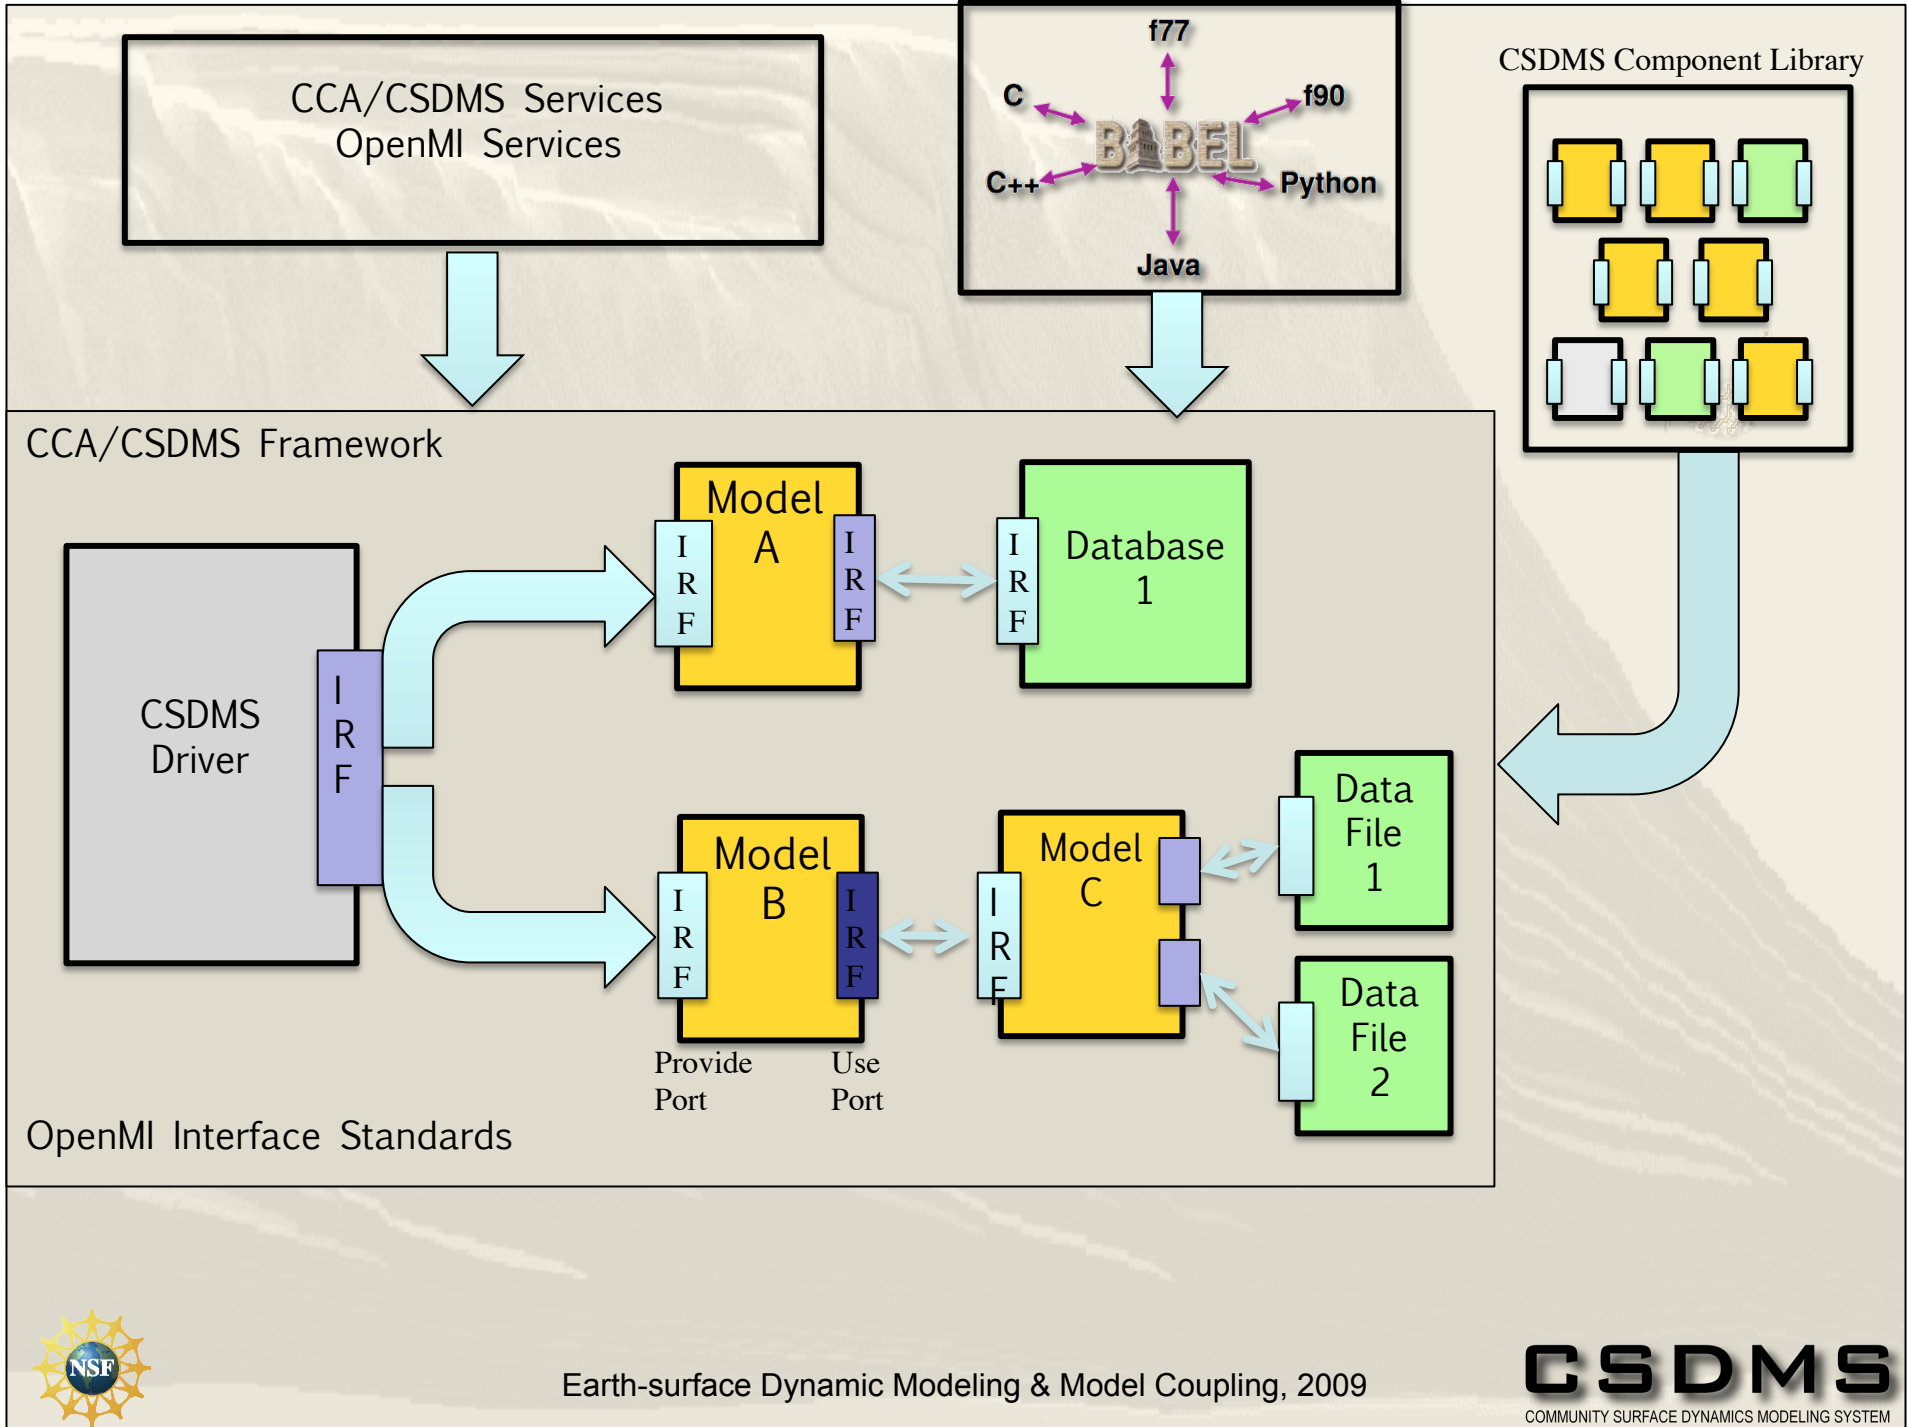 CCA/CSDMS Services
OpenMI Services
f77
C
f90
BABEL
C++
Python
Java
CSDMS Component Library
CCA/CSDMS Framework
CSDMS
Driver
I
R
F
I
R
F
Model
A
I
R
F
I
R
F
Database
1
I
R
F
Model
B
I
R
F
Provide
Port
Use
Port
I
R
F
Model
C
Data
File
1
Data
File
2
OpenMI Interface Standards
NSF
Earth-surface Dynamic Modeling & Model Coupling, 2009
CSDMS
COMMUNITY SURFACE DYNAMICS MODELING SYSTEM